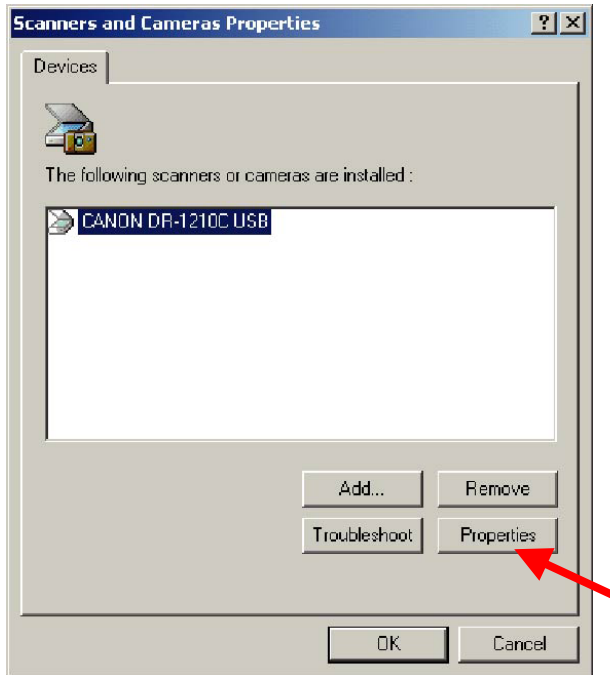 Scanners and Cameras Properties
Devices
The following scanners or cameras are installed :
CANON DR-1210C USB
Add... Remove
Troubleshoot Properties
OK Cancel